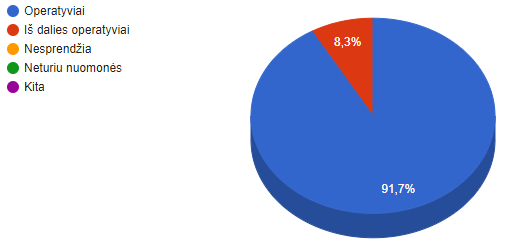 Operatyviai
Iš dalies operatyviai
Nesprendžia
Neturiu nuomonės
Kita
8,3%
91,7%